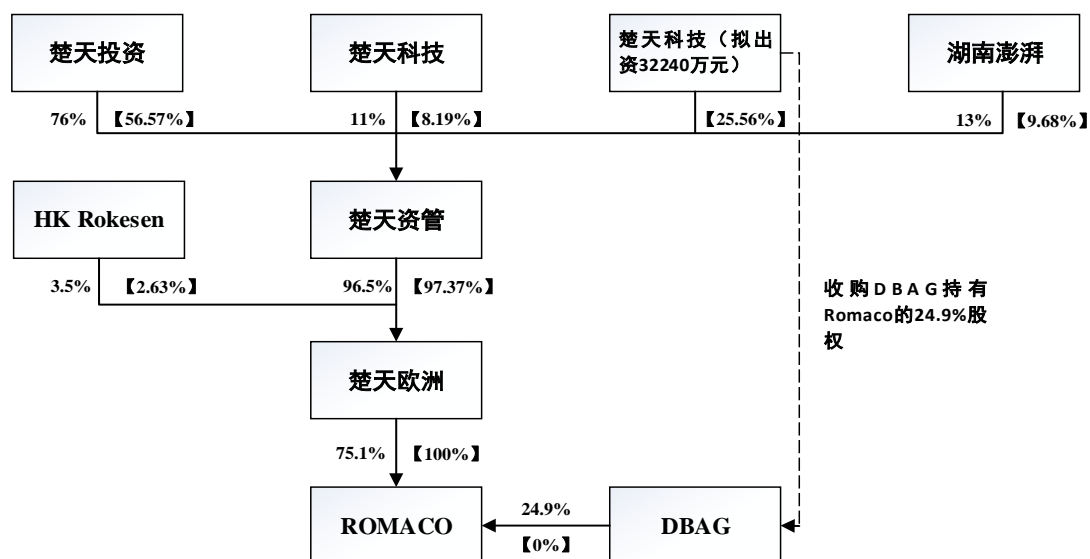 楚天投资
楚天科技
楚天科技（拟出
资32240万元）
湖南澎湃
76% 【56.57%】
11% 【8.19%】
【25.56%】
13% 【9.68%】
HK Rokesen
楚天资管
3.5% 【2.63%】
96.5% 【97.37%】
收购DBAG持有
Romaco的24.9%股
权
楚天欧洲
75.1% 【100%】
ROMACO
24.9%
【0%】
DBAG